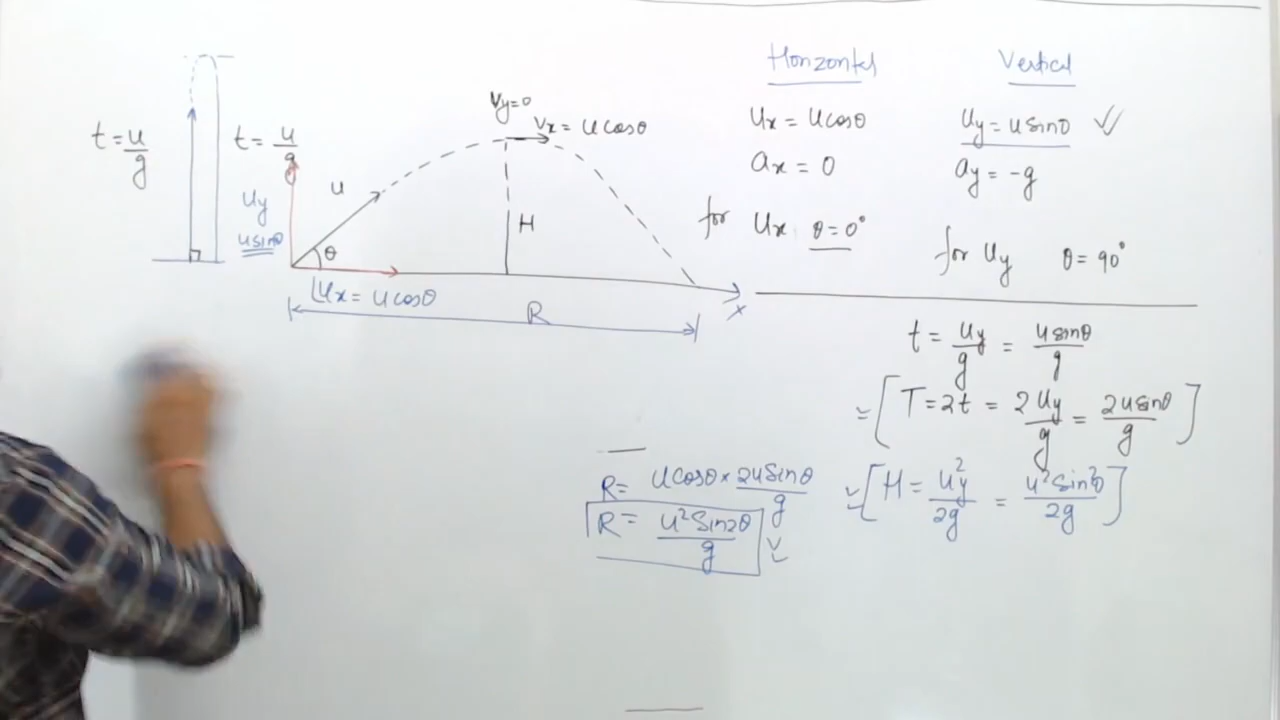 t = u/g
t = u/g
Uy
usinθ
u
θ
Ux = ucosθ
Vy=0
Vx = ucosθ
H
R
x
Horizontal
Ux = ucosθ
ax = 0
for Ux θ = 0°
Vertical
Uy = usinθ
ay = -g
for Uy θ = 90°
t = Uy/g = usinθ/g
T = 2t = 2Uy/g = 2usinθ/g
H = Uy²/2g = u²sin²θ/2g
R = ucosθ × 2usinθ/g
R = u²Sin2θ/g